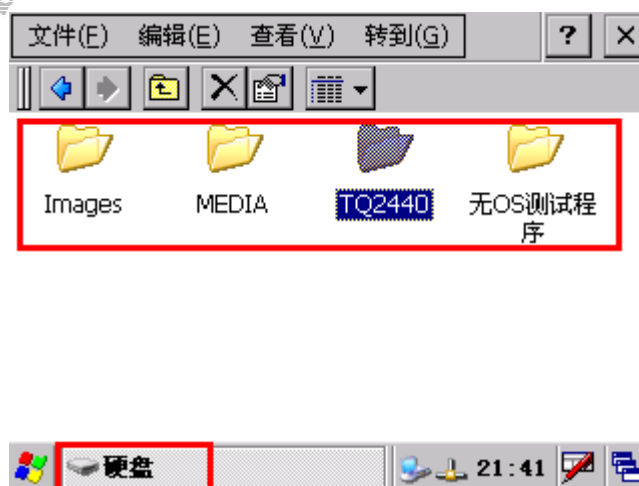 文件(F) 编辑(E) 查看(V) 转到(G) ? ×
Images MEDIA TQ2440 无OS测试程
序
硬盘 21:41